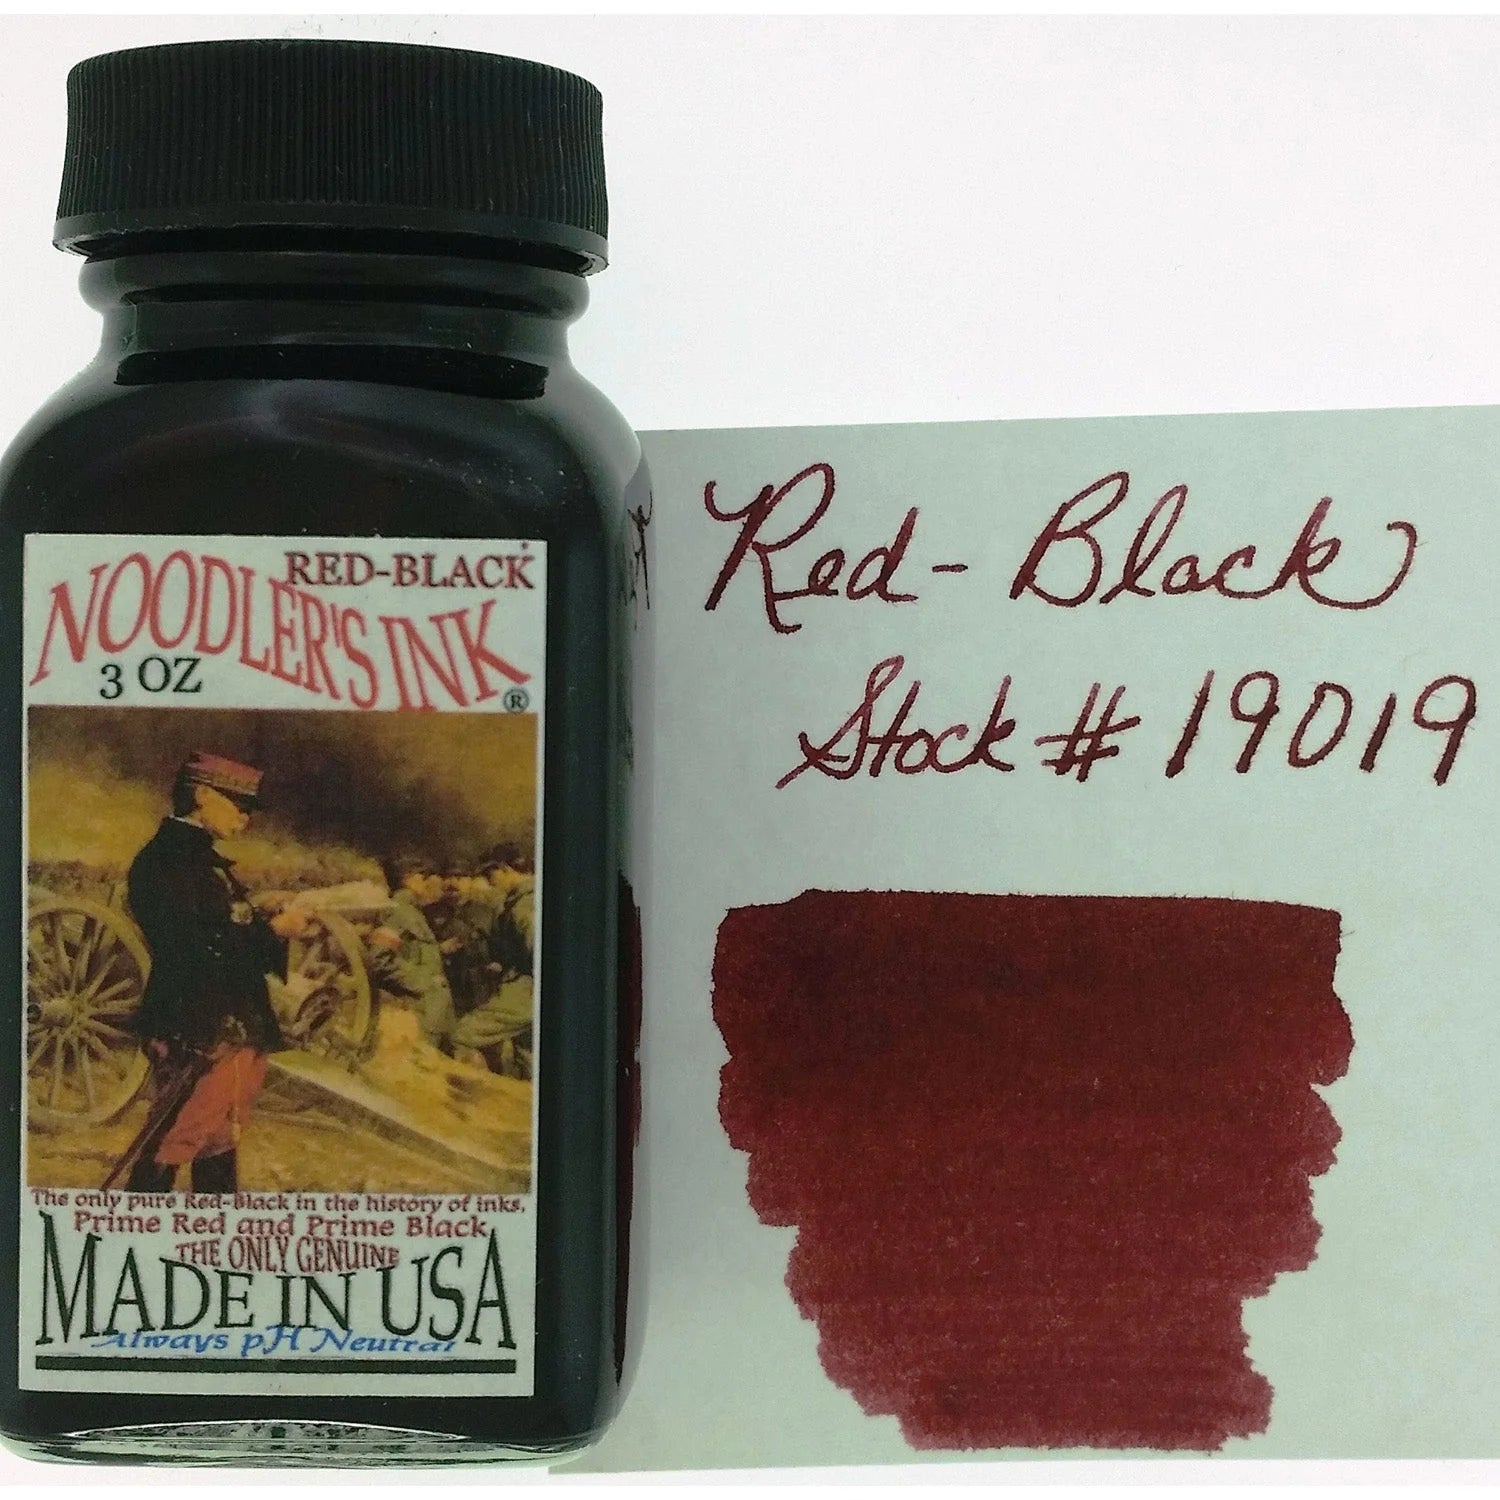 RED-BLACK
NOODLER'S INK
3 OZ
®
The only pure Red-Black in the history of inks,
Prime Red and Prime Black
THE ONLY GENUINE
MADE IN USA
Always pH Neutral
Red-Black
Stock # 19019